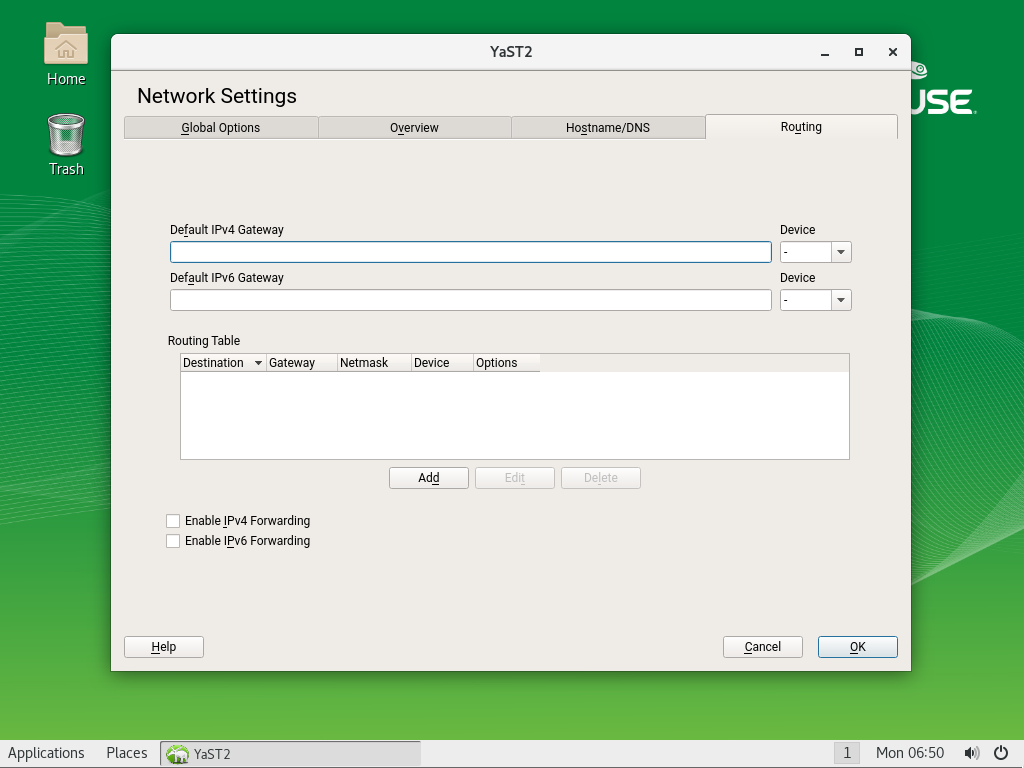 Home
Trash
YaST2
USE
Network Settings
Global Options
Overview
Hostname/DNS
Routing
Default IPv4 Gateway
Device
-
Default IPv6 Gateway
Device
-
Routing Table
Destination Gateway Netmask Device Options
Add
Edit
Delete
Enable IPv4 Forwarding
Enable IPv6 Forwarding
Help
Cancel
OK
Applications
Places
YaST2
1
Mon 06:50